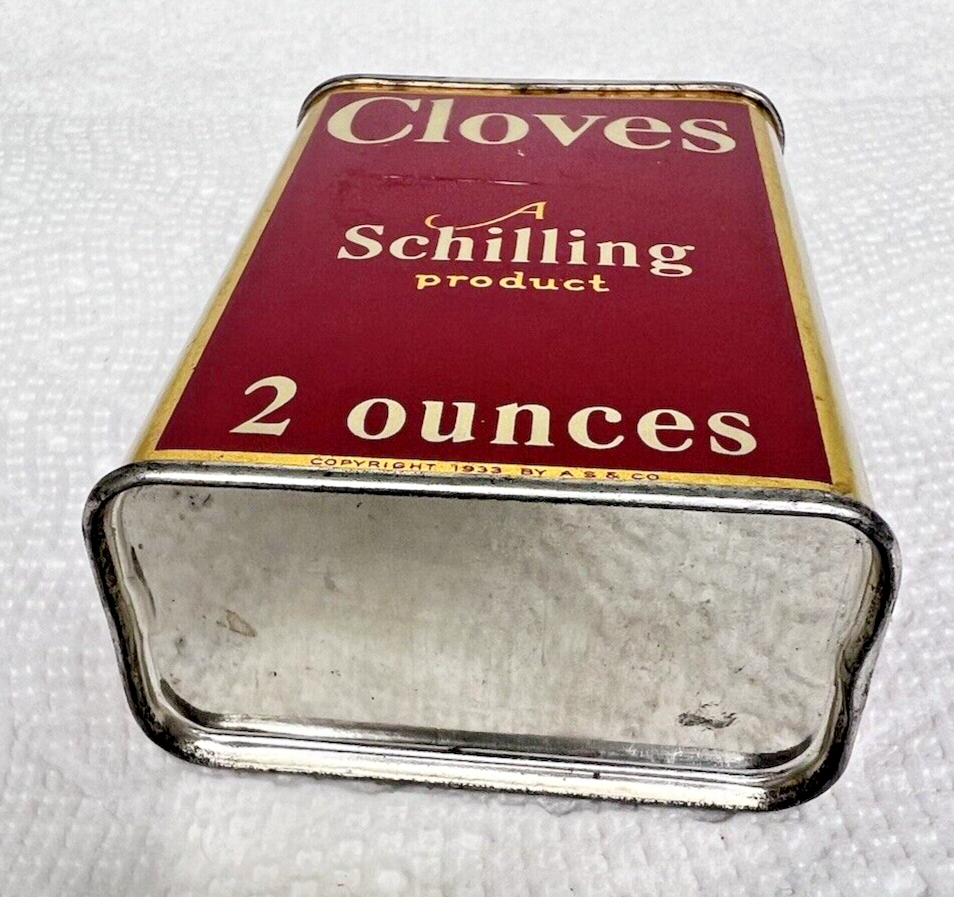 Cloves
A
Schilling
product
2 ounces
COPYRIGHT 1933 BY A S & CO